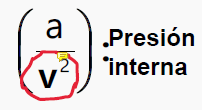 (a / v²) : Presión
interna